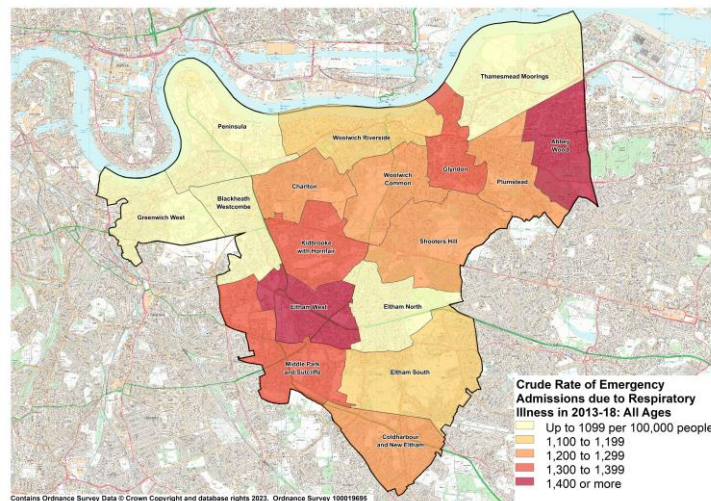 Thamesmead Moorings
Peninsula
Woolwich Riverside
Abbey
Wood
Glyndon
Woolwich
Common
Plumstead
Charlton
Blackheath
Westcombe
Greenwich West
Kidbrooke
with Hornfair
Shooters Hill
Eltham West
Eltham North
Middle Park
and Sutcliffe
Eltham South
Coldharbour
and New Eltham
Crude Rate of Emergency
Admissions due to Respiratory
Illness in 2013-18: All Ages
Up to 1099 per 100,000 people
1,100 to 1,199
1,200 to 1,299
1,300 to 1,399
1,400 or more
Contains Ordnance Survey Data © Crown Copyright and database rights 2023. Ordnance Survey 100019695